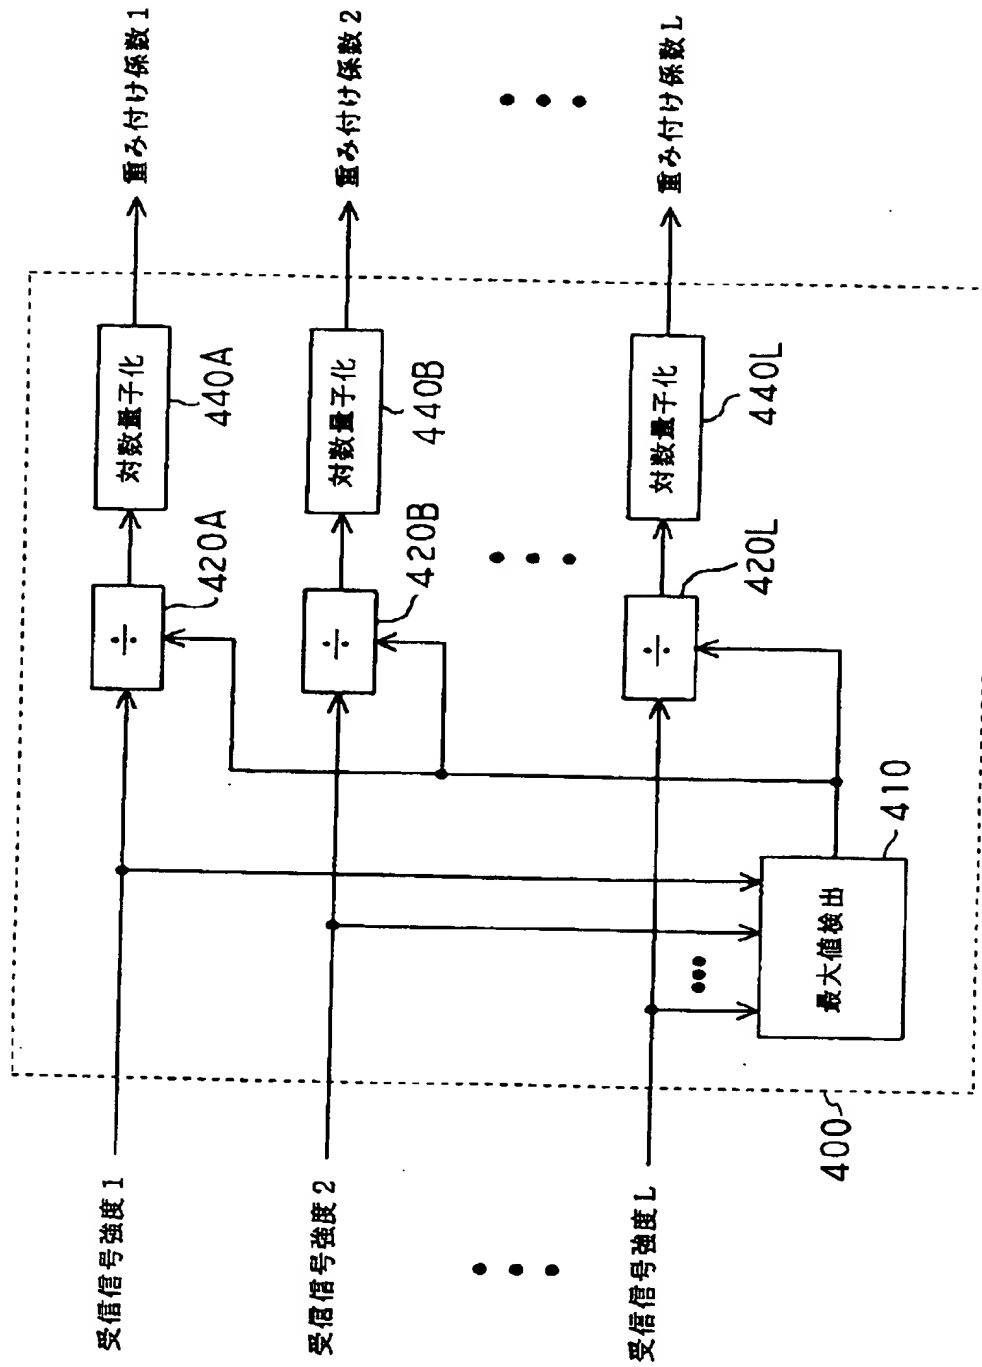 受信信号強度1
÷
420A
対数量子化
440A
重み付け係数1
受信信号強度2
÷
420B
対数量子化
440B
重み付け係数2
受信信号強度L
÷
420L
対数量子化
440L
重み付け係数L
最大値検出
410
400